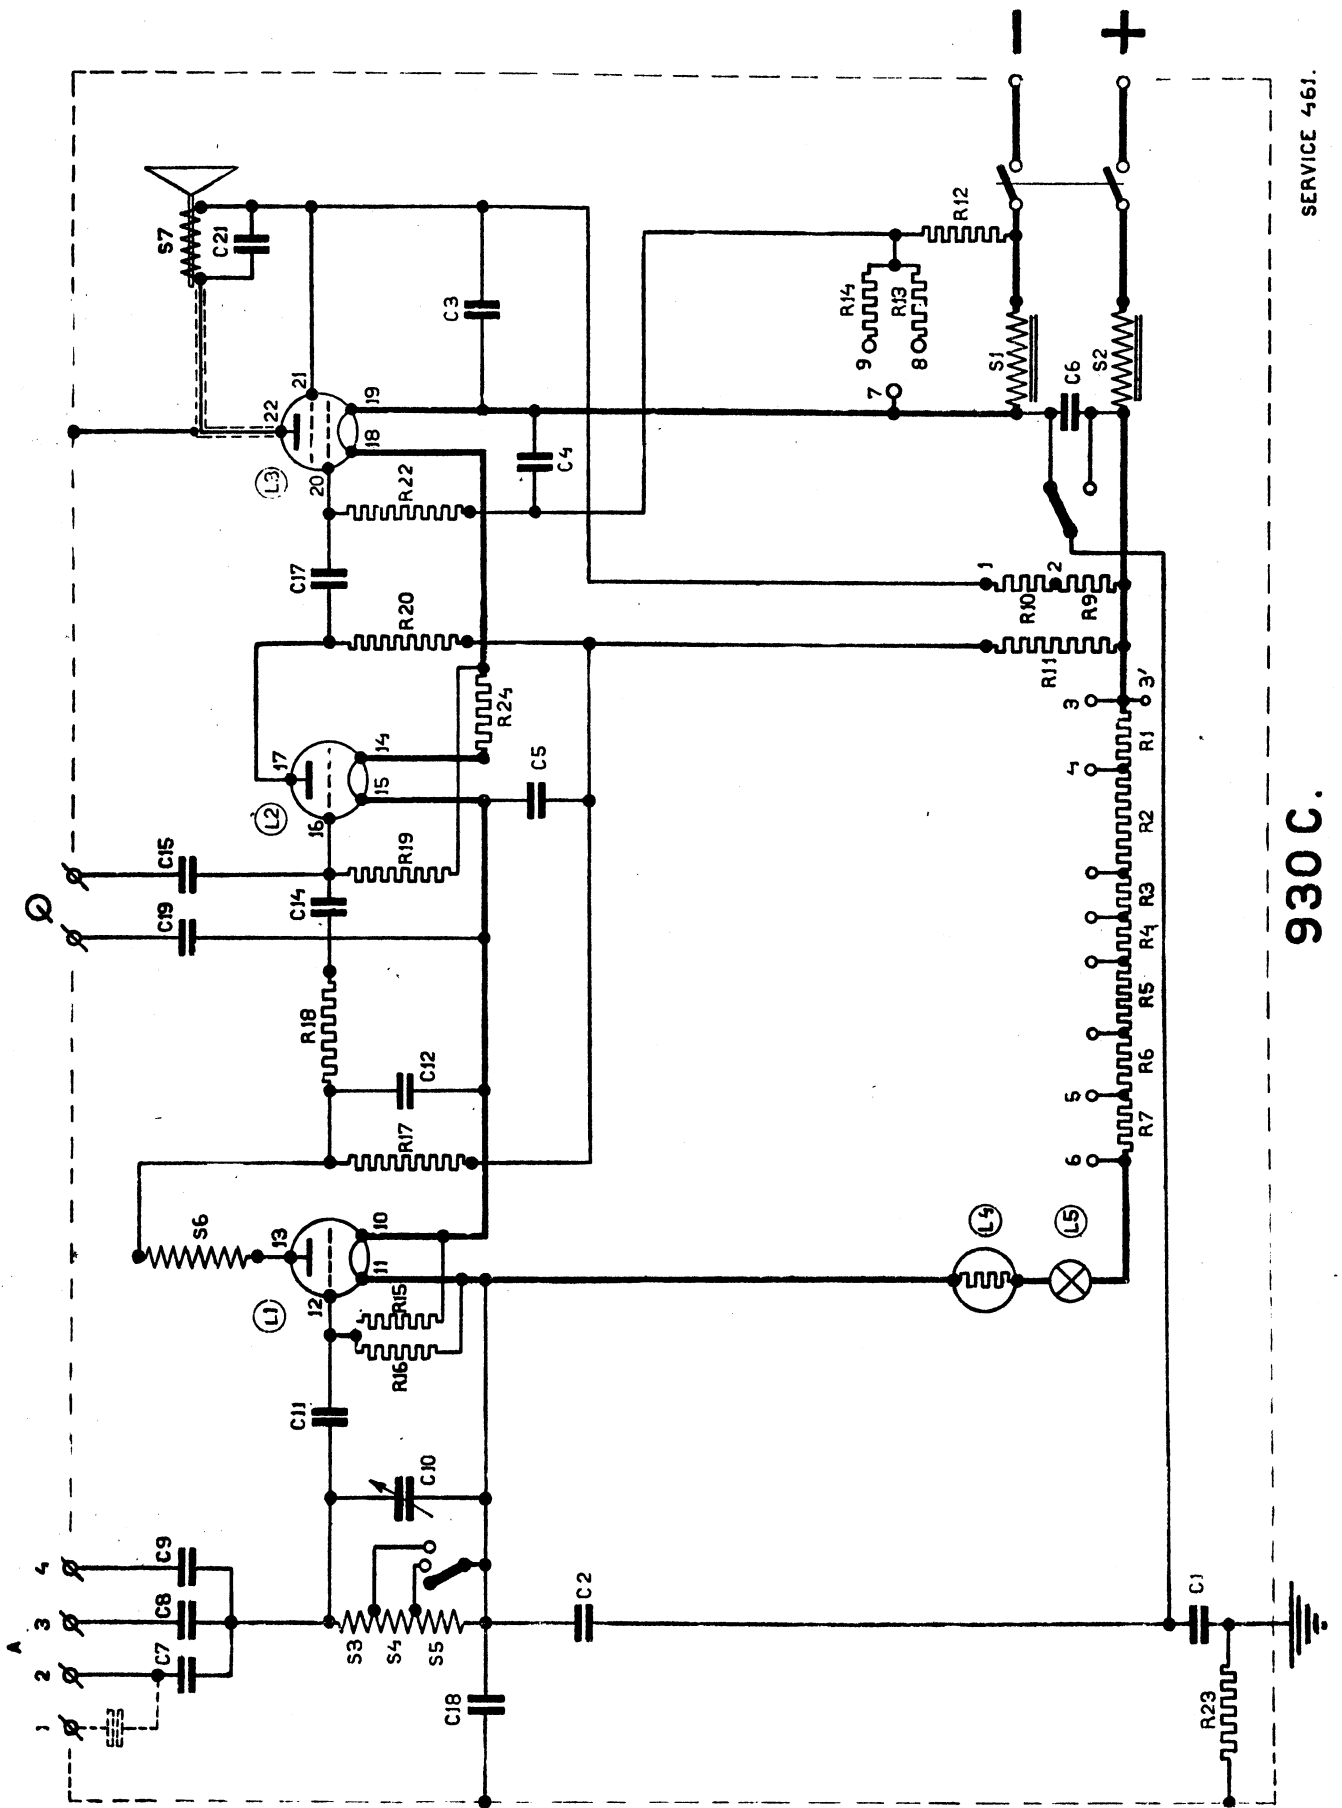 A
1
2
3
4
C7
C8
C9
S3
S4
S5
C10
C11
C18
C2
C1
R23
L1
12
13
11
10
R15
R16
S6
R17
C12
R18
C14
C19
C15
L2
16
17
15
14
R19
R24
C5
R20
C17
R22
L3
20
22
21
18
19
C4
C3
S7
C21
L4
L5
6
5
4
3
3'
R7
R6
R5
R4
R3
R2
R1
R11
R10
R9
1
2
7
8
9
R14
R13
R12
S1
S2
C6
–
+
930 C.
SERVICE 461.